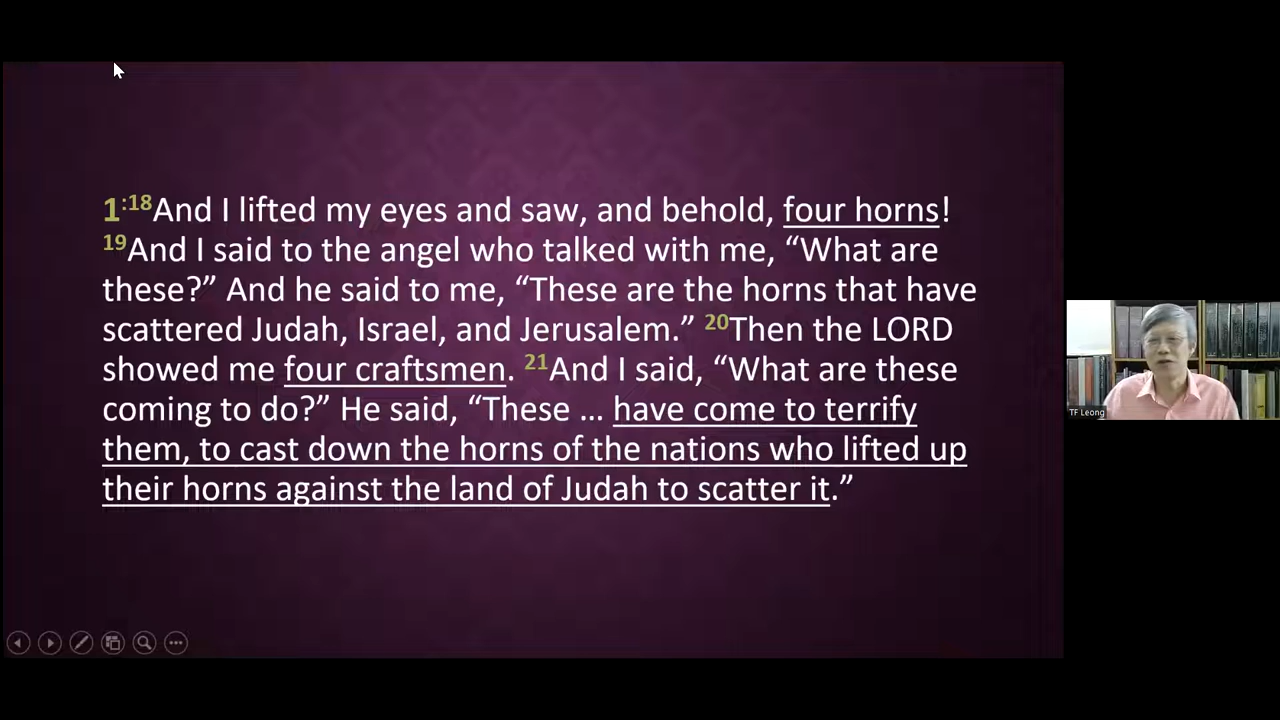 1:18And I lifted my eyes and saw, and behold, four horns!
19And I said to the angel who talked with me, “What are
these?” And he said to me, “These are the horns that have
scattered Judah, Israel, and Jerusalem.” 20Then the LORD
showed me four craftsmen. 21And I said, “What are these
coming to do?” He said, “These … have come to terrify
them, to cast down the horns of the nations who lifted up
their horns against the land of Judah to scatter it.”
TF Leong